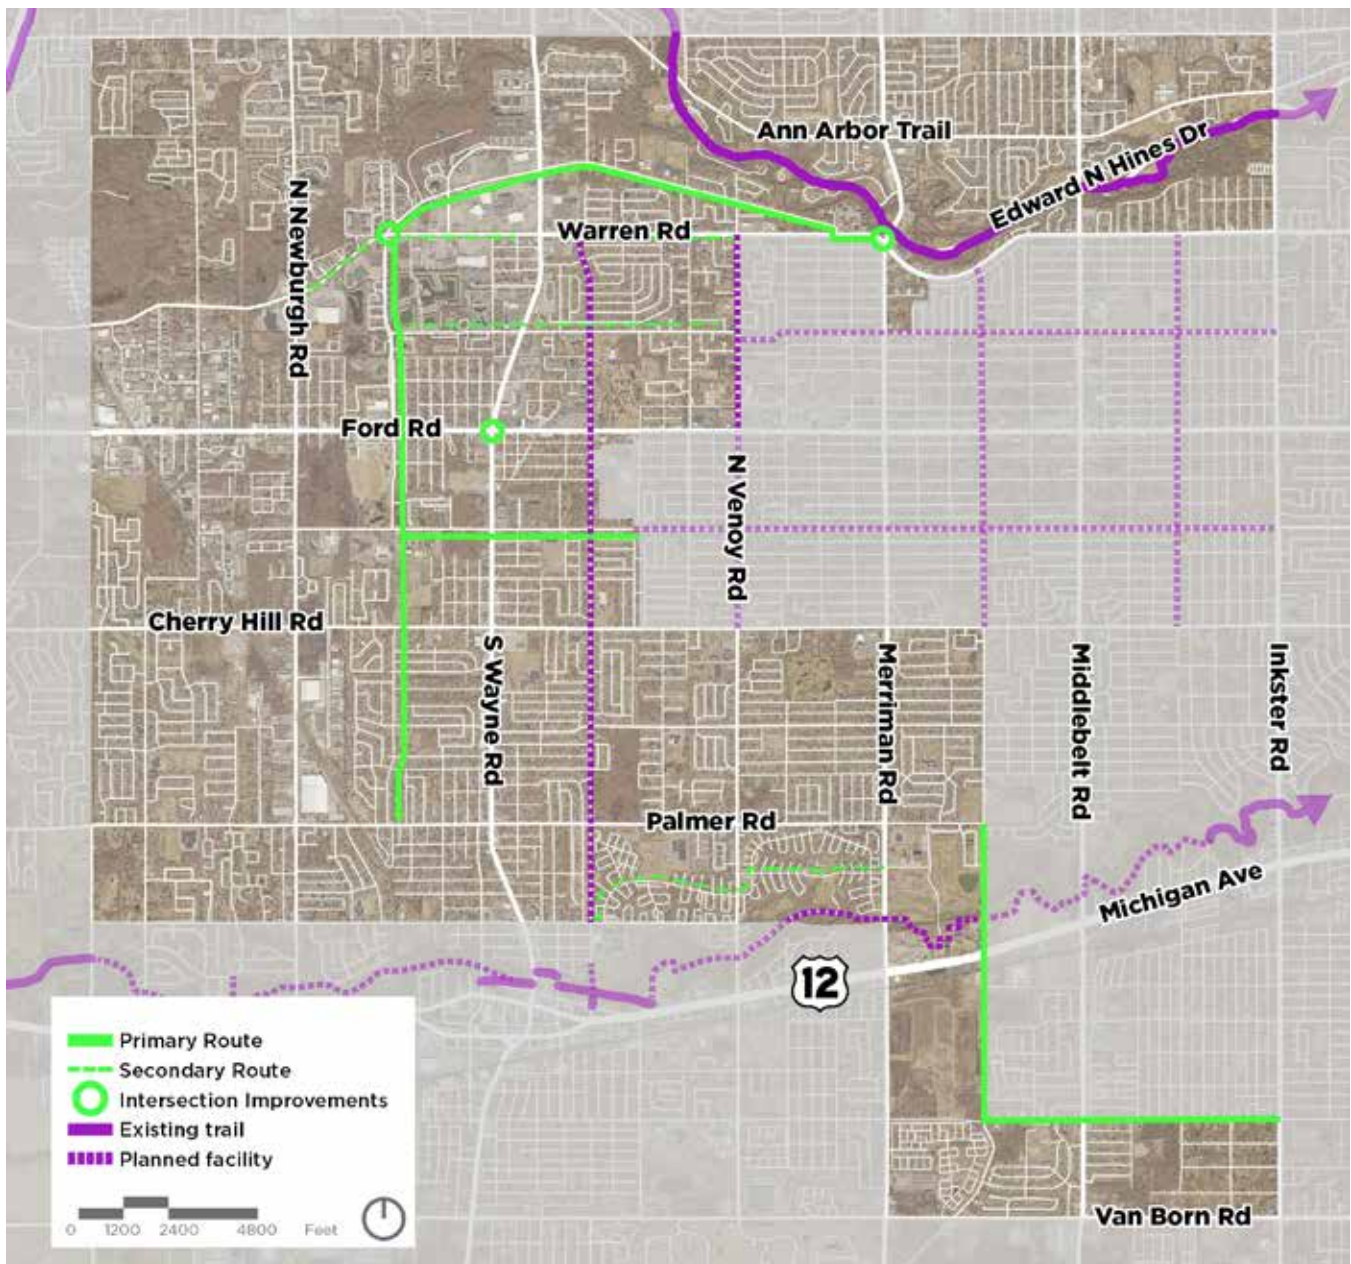 Ann Arbor Trail
Edward N Hines Dr
N Newburgh Rd
Warren Rd
Ford Rd
N Venoy Rd
Cherry Hill Rd
S Wayne Rd
Merriman Rd
Middlebelt Rd
Inkster Rd
Palmer Rd
Michigan Ave
12
Primary Route
Secondary Route
Intersection Improvements
Existing trail
Planned facility
0 1200 2400 4800 Feet
Van Born Rd